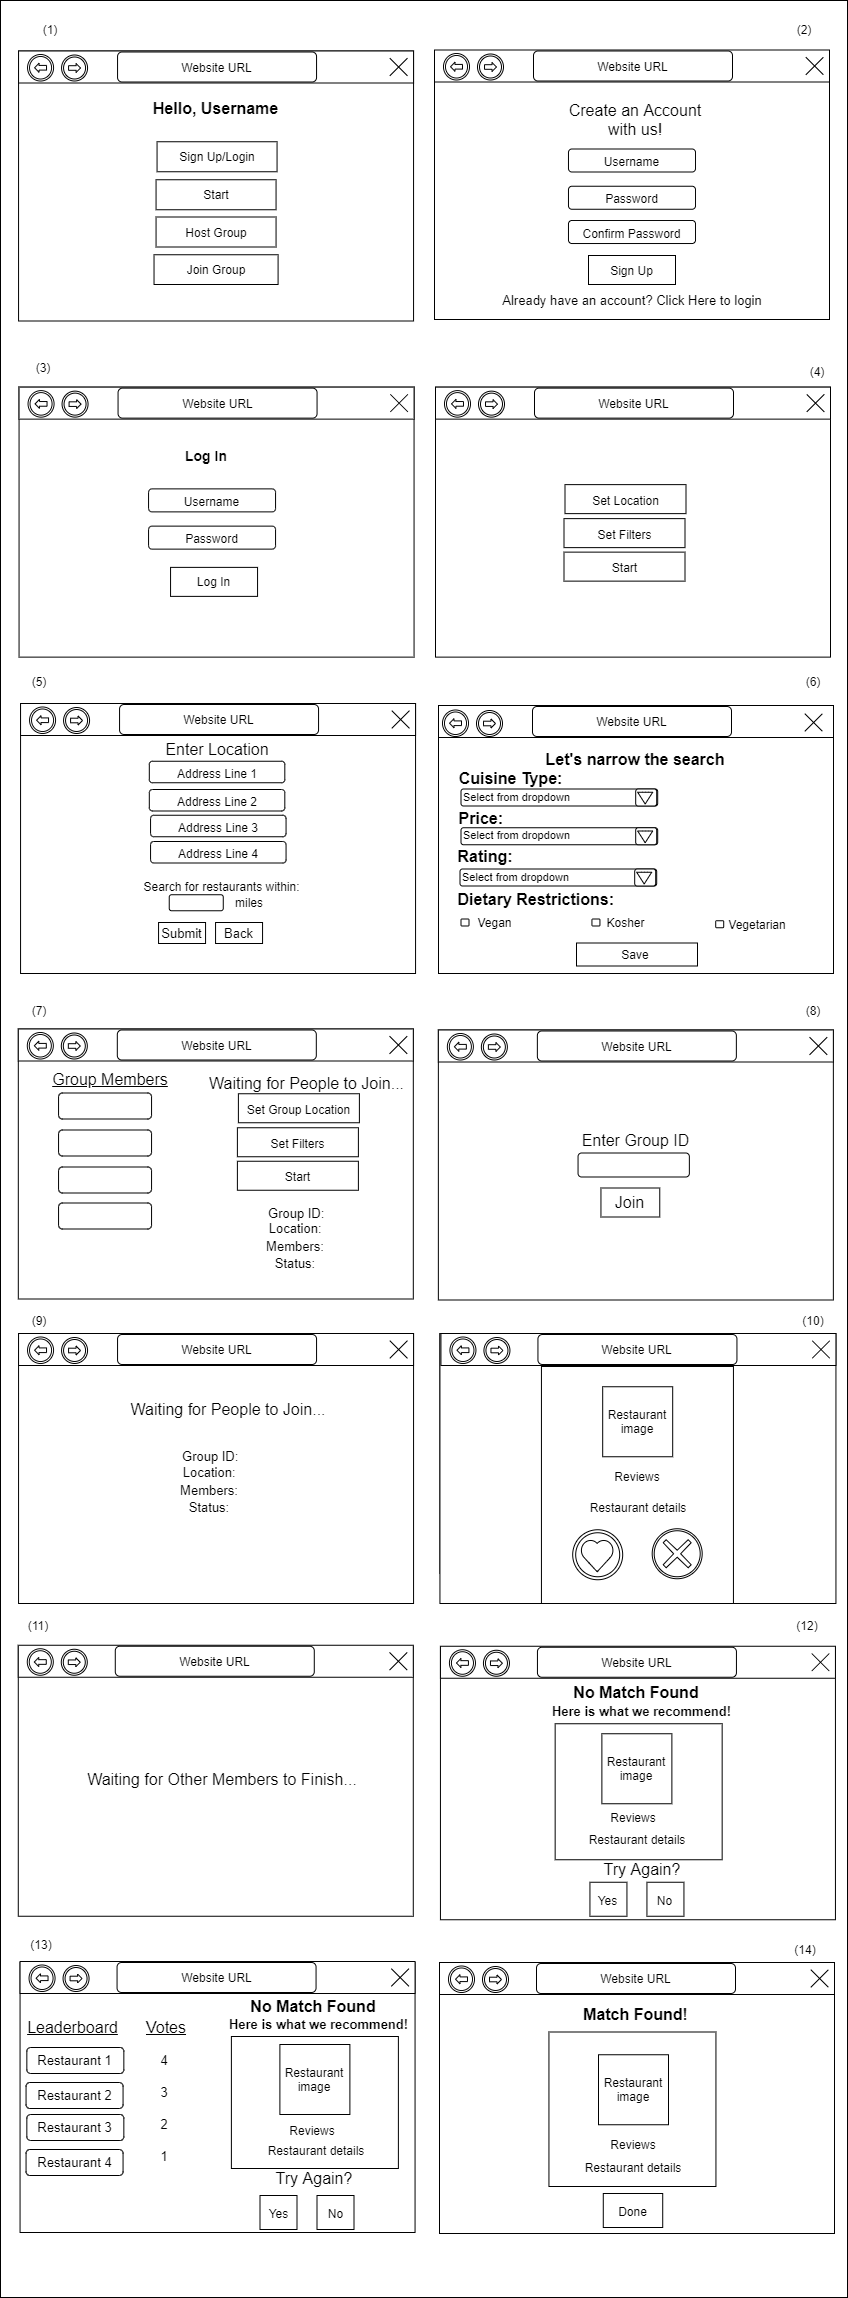 (1)
Website URL
Hello, Username
Sign Up/Login
Start
Host Group
Join Group
(2)
Website URL
Create an Account
with us!
Username
Password
Confirm Password
Sign Up
Already have an account? Click Here to login
(3)
Website URL
Log In
Username
Password
Log In
(4)
Website URL
Set Location
Set Filters
Start
(5)
Website URL
Enter Location
Address Line 1
Address Line 2
Address Line 3
Address Line 4
Search for restaurants within:
miles
Submit
Back
(6)
Website URL
Let's narrow the search
Cuisine Type:
Select from dropdown
Price:
Select from dropdown
Rating:
Select from dropdown
Dietary Restrictions:
Vegan
Kosher
Vegetarian
Save
(7)
Website URL
Group Members
Waiting for People to Join...
Set Group Location
Set Filters
Start
Group ID:
Location:
Members:
Status:
(8)
Website URL
Enter Group ID
Join
(9)
Website URL
Waiting for People to Join...
Group ID:
Location:
Members:
Status:
(10)
Website URL
Restaurant
image
Reviews
Restaurant details
(11)
Website URL
Waiting for Other Members to Finish...
(12)
Website URL
No Match Found
Here is what we recommend!
Restaurant
image
Reviews
Restaurant details
Try Again?
Yes
No
(13)
Website URL
Leaderboard
Votes
Restaurant 1
4
Restaurant 2
3
Restaurant 3
2
Restaurant 4
1
No Match Found
Here is what we recommend!
Restaurant
image
Reviews
Restaurant details
Try Again?
Yes
No
(14)
Website URL
Match Found!
Restaurant
image
Reviews
Restaurant details
Done